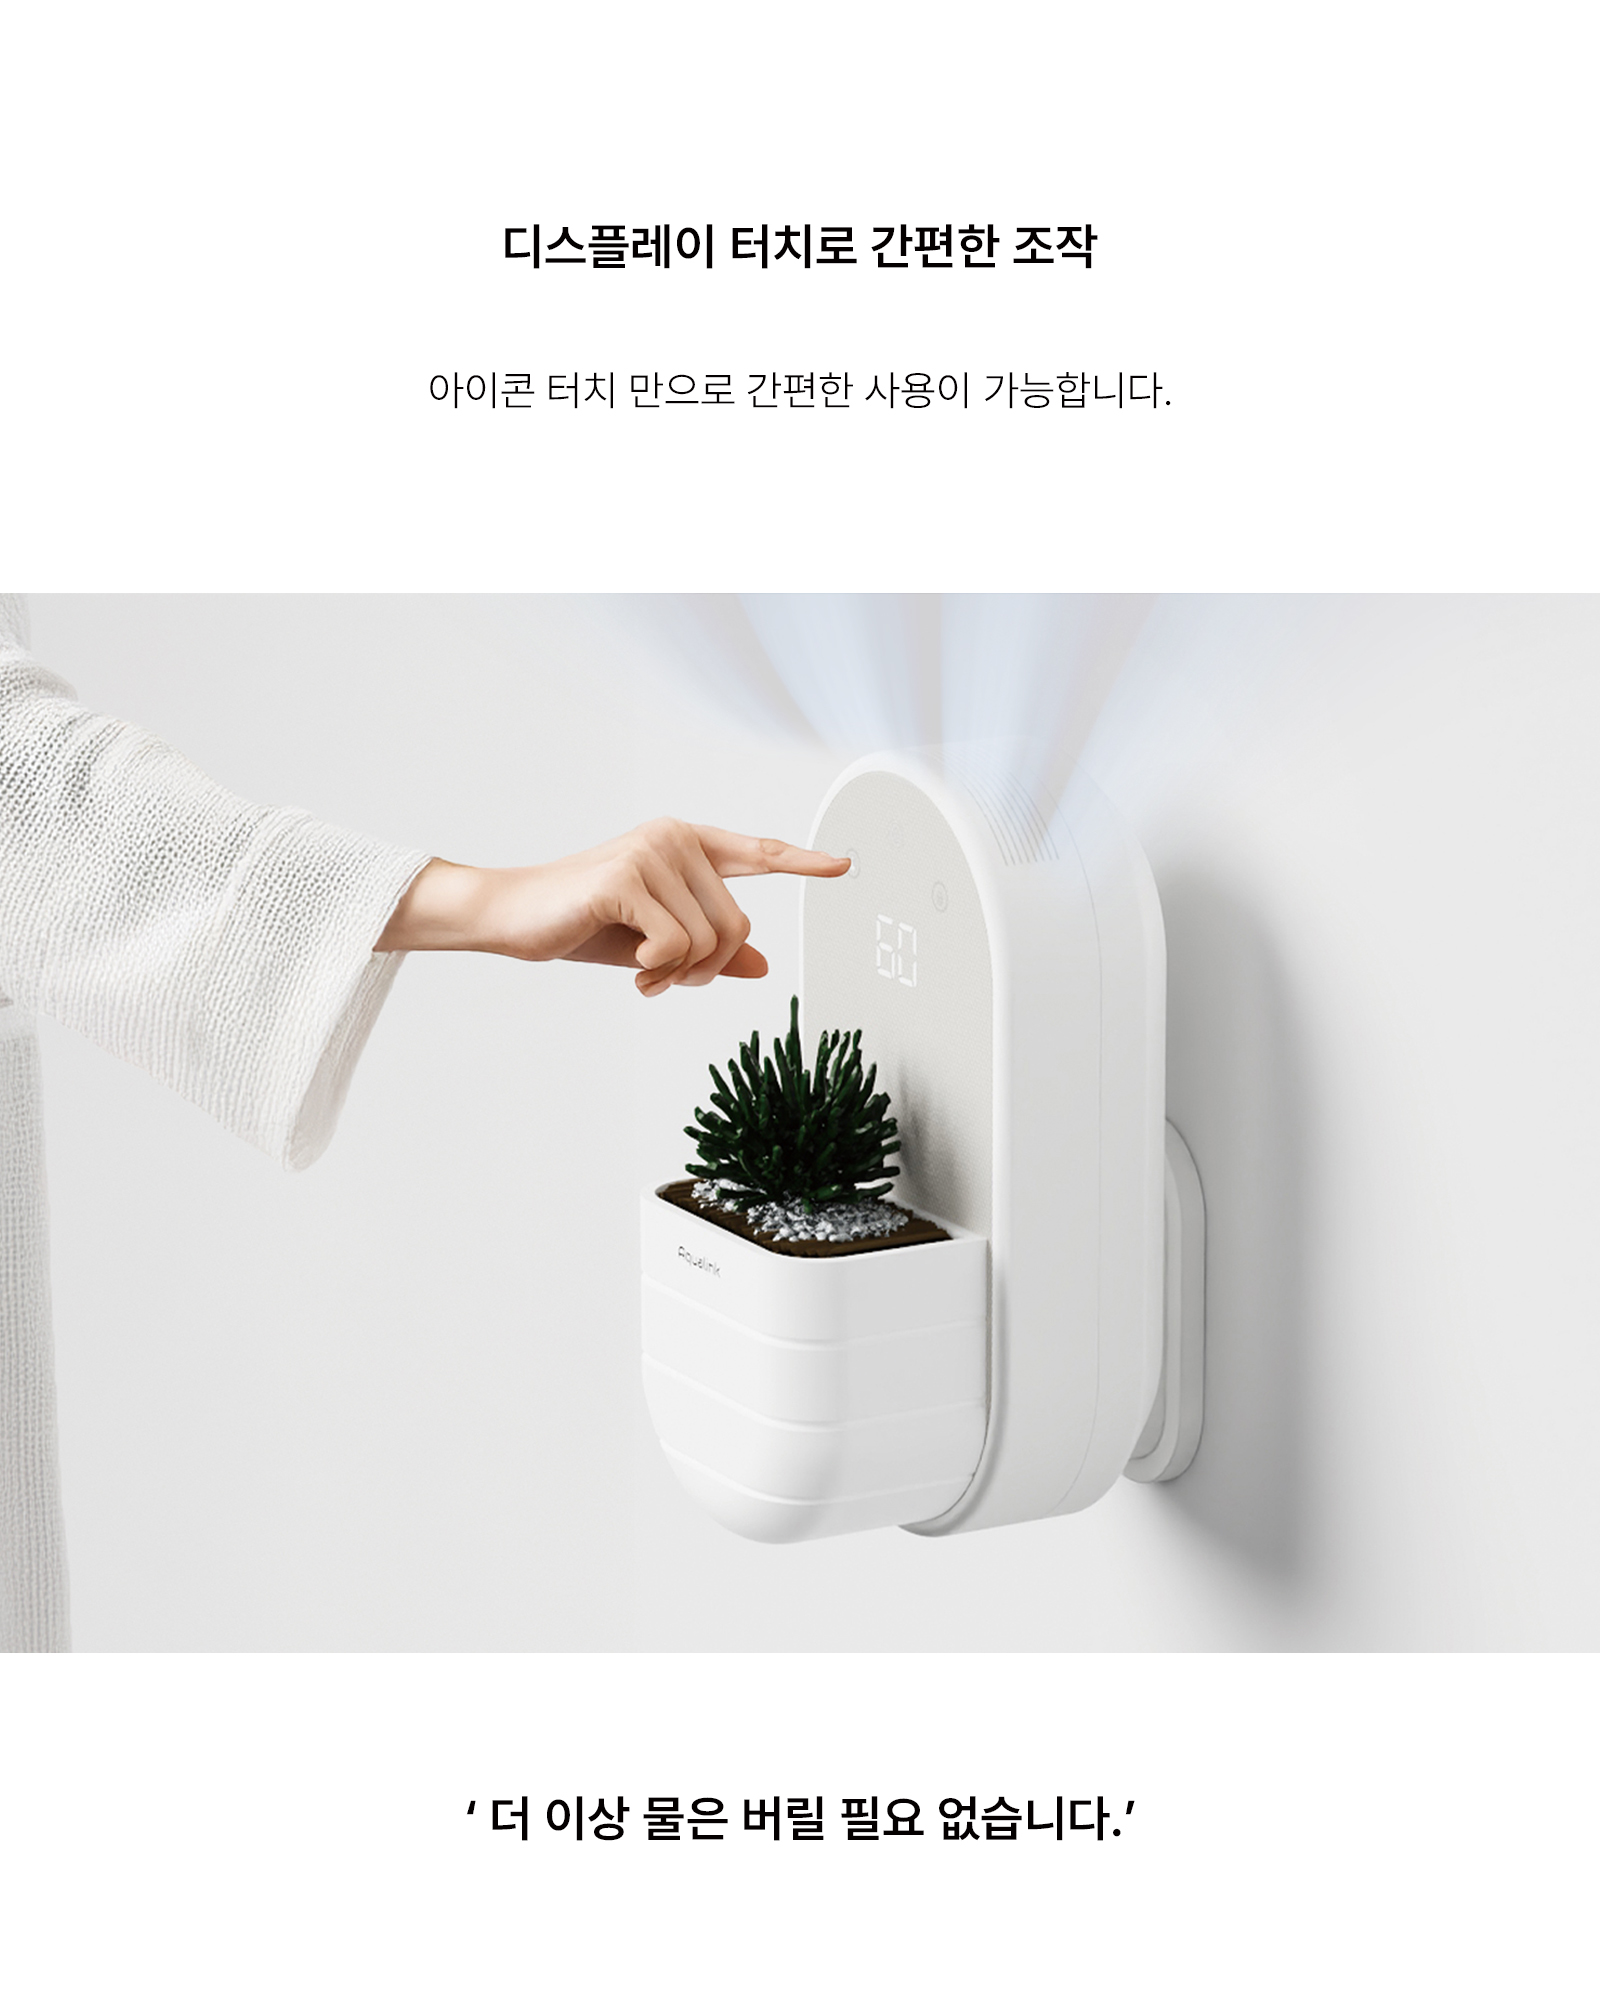 디스플레이 터치로 간편한 조작
아이콘 터치 만으로 간편한 사용이 가능합니다.
60
Aqualink
‘ 더 이상 물은 버릴 필요 없습니다.’